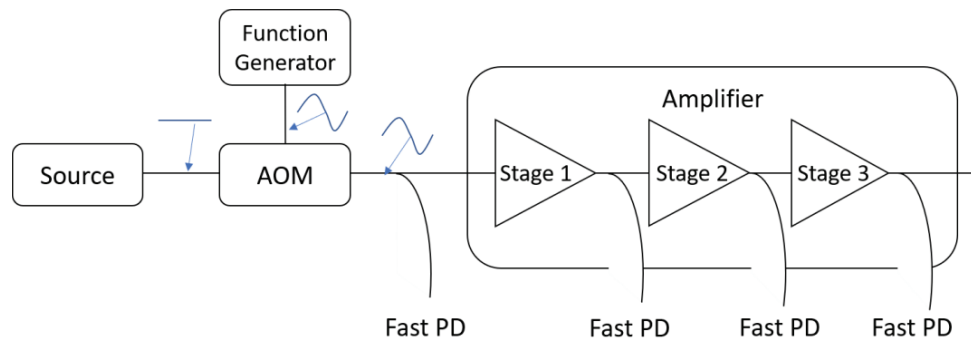 Function
Generator
Amplifier
Source
AOM
Stage 1
Stage 2
Stage 3
Fast PD
Fast PD
Fast PD
Fast PD